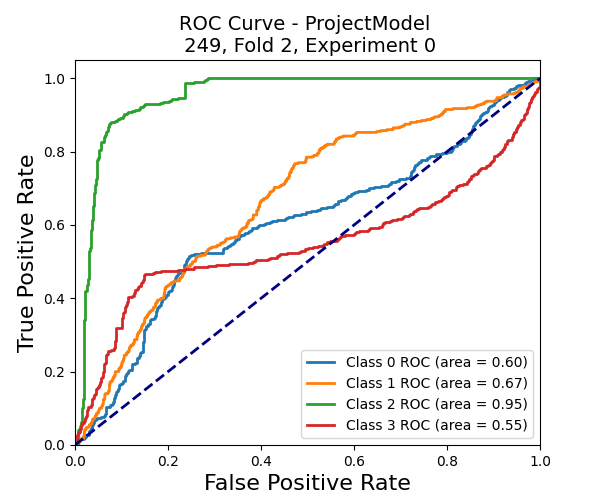 ROC Curve - ProjectModel
249, Fold 2, Experiment 0
True Positive Rate
1.0
0.8
0.6
0.4
0.2
0.0
Class 0 ROC (area = 0.60)
Class 1 ROC (area = 0.67)
Class 2 ROC (area = 0.95)
Class 3 ROC (area = 0.55)
0.0 0.2 0.4 0.6 0.8 1.0
False Positive Rate